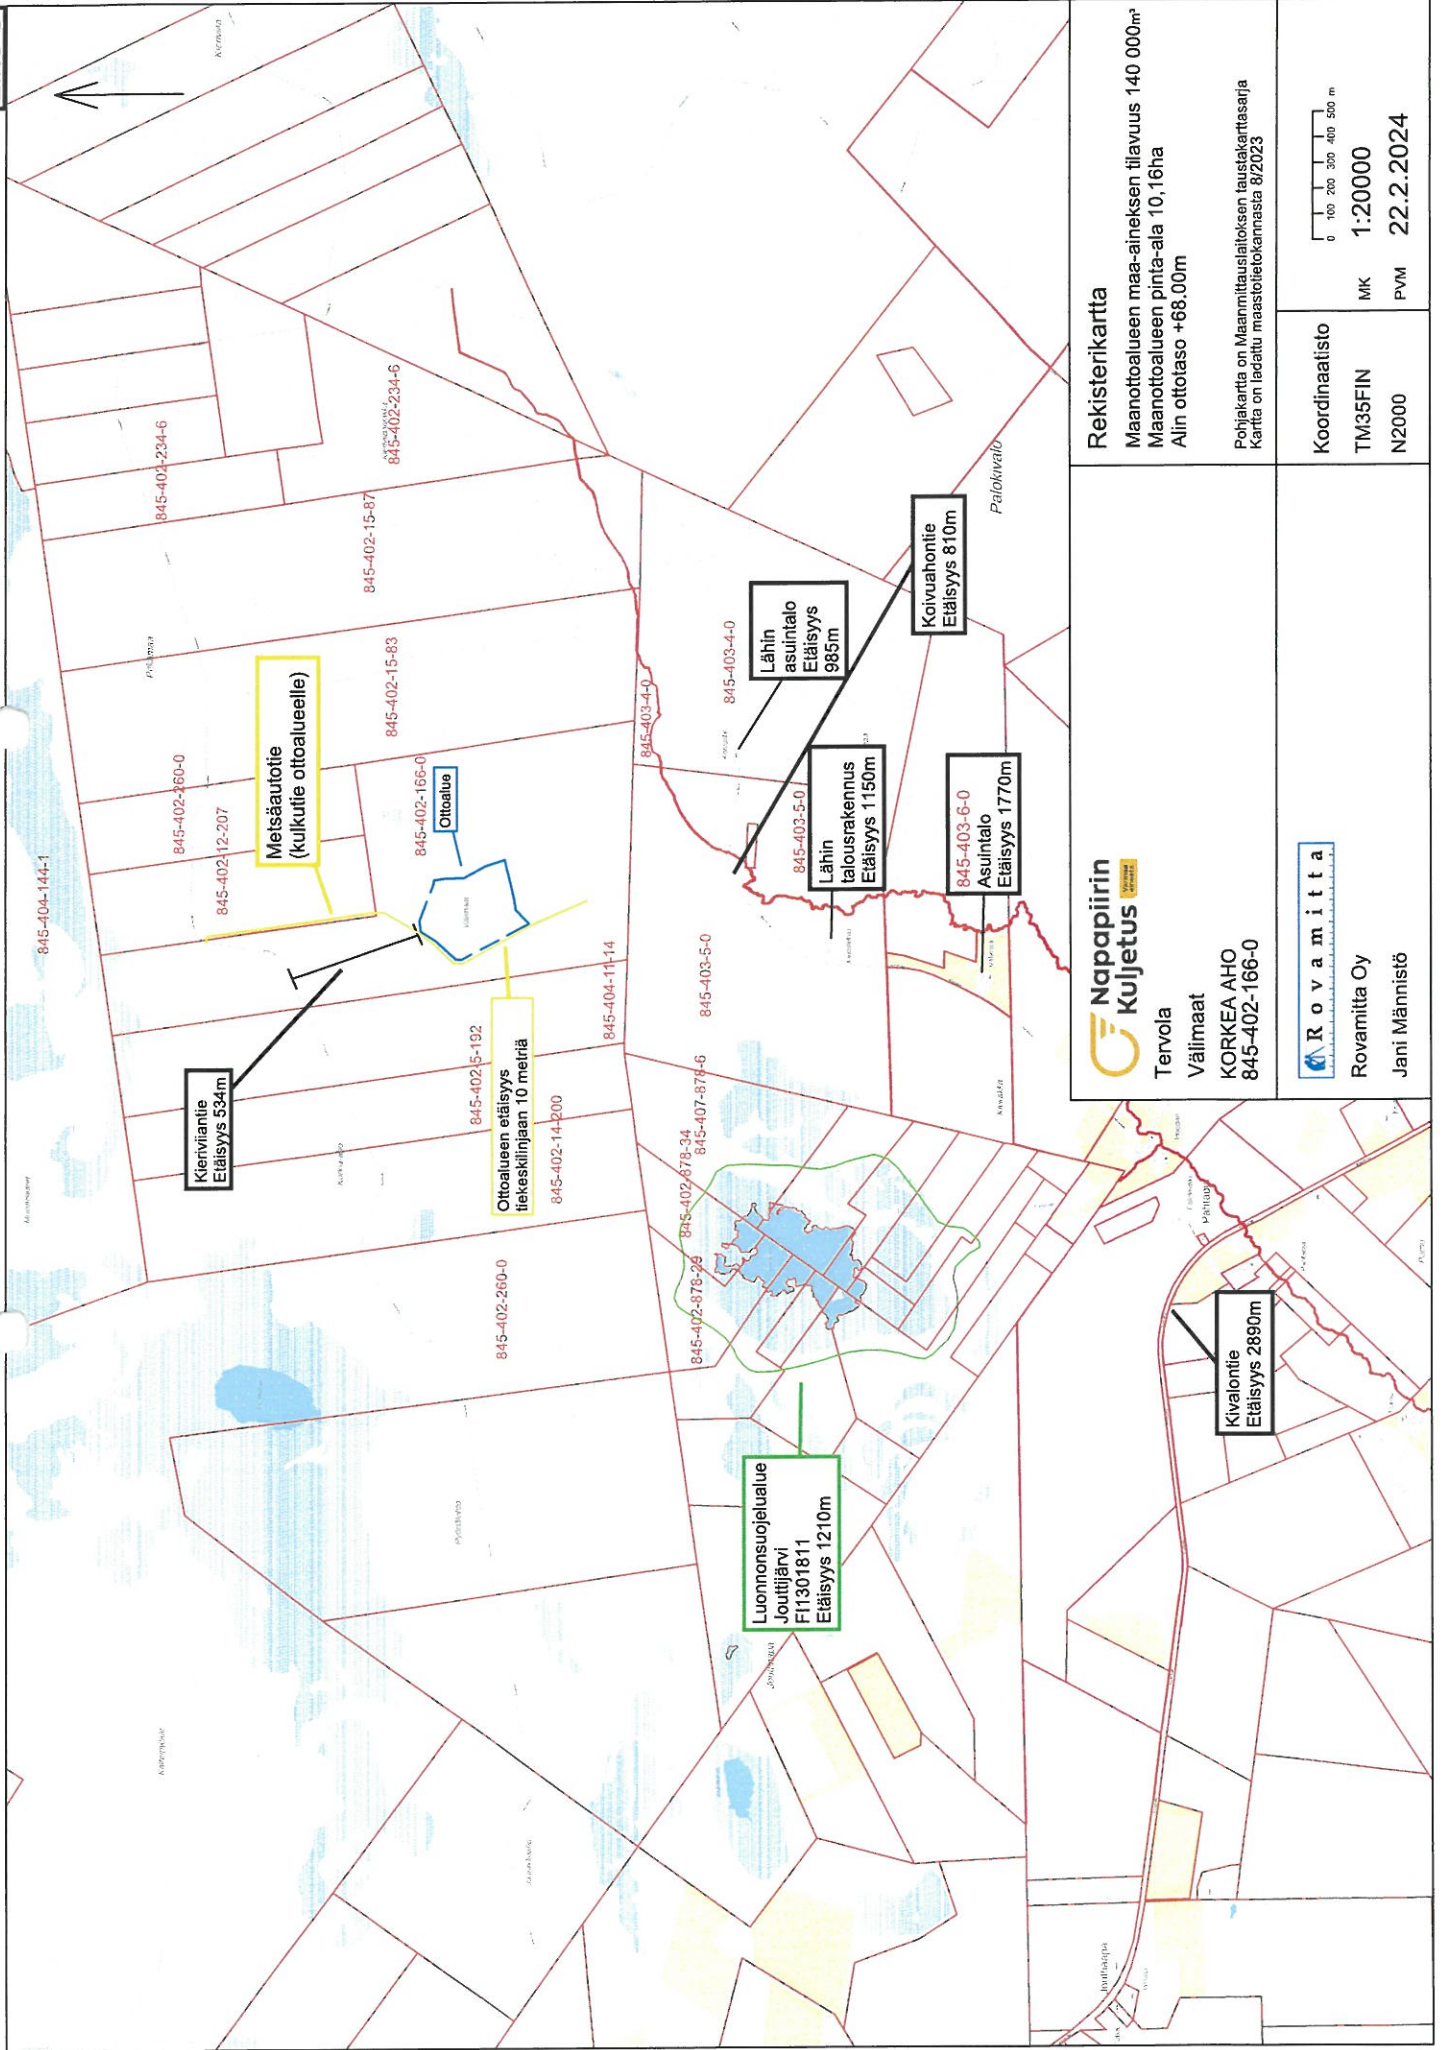 845-404-144-1
845-402-260-0
845-402-12-207
845-402-234-6
845-402-234-6
845-402-15-87
845-402-15-83
845-402-166-0
Metsäautotie
(kulkutie ottoalueelle)
Ottoalue
Kieriviiantie
Etäisyys 534m
845-402-5-192
Ottoalueen etäisyys
tiekeskilinjaan 10 metriä
845-402-14-200
845-404-11-14
845-402-260-0
845-403-4-0
845-403-4-0
845-403-5-0
845-403-5-0
845-407-878-6
845-402-878-34
845-402-878-29
Lähin
asuintalo
Etäisyys
985m
Koivuahontie
Etäisyys 810m
Palokivalo
Lähin
talousrakennus
Etäisyys 1150m
845-403-6-0
Asuintalo
Etäisyys 1770m
Luonnonsuojelualue
Jouttijärvi
FI1301811
Etäisyys 1210m
Kivalontie
Etäisyys 2890m
Napapiirin
Kuljetus
Tervola
Välimaat
KORKEA AHO
845-402-166-0
Rovamitta
Rovamitta Oy
Jani Männistö
Rekisterikartta
Maanottoalueen maa-aineksen tilavuus 140 000m³
Maanottoalueen pinta-ala 10,16ha
Alin ottotaso +68.00m
Pohjakartta on Maanmittauslaitoksen taustakarttasarja
Kartta on ladattu maastotietokannasta 8/2023
Koordinaatisto
TM35FIN
N2000
0 100 200 300 400 500 m
MK 1:20000
PVM 22.2.2024